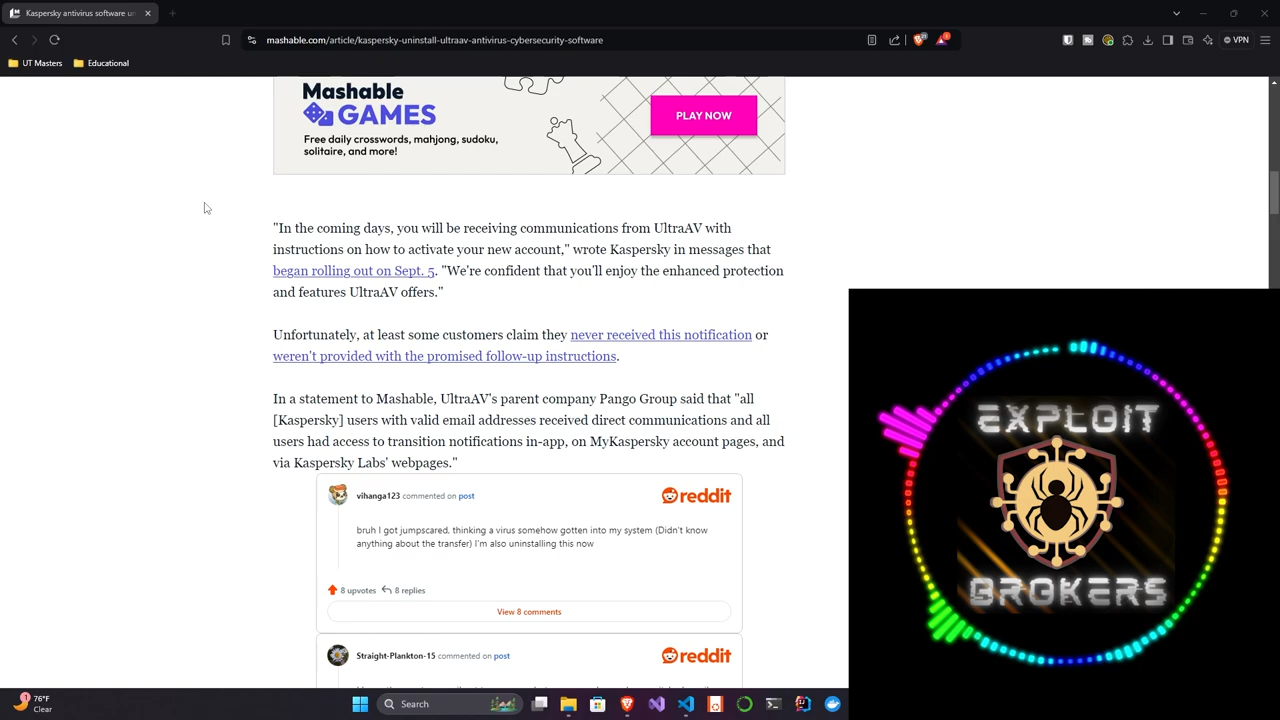 Kaspersky antivirus software un
mashable.com/article/kaspersky-uninstall-ultraav-antivirus-cybersecurity-software
VPN
UT Masters
Educational
Mashable
GAMES
Free daily crosswords, mahjong, sudoku,
solitaire, and more!
PLAY NOW
"In the coming days, you will be receiving communications from UltraAV with
instructions on how to activate your new account," wrote Kaspersky in messages that
began rolling out on Sept. 5. "We're confident that you'll enjoy the enhanced protection
and features UltraAV offers."
Unfortunately, at least some customers claim they never received this notification or
weren't provided with the promised follow-up instructions.
In a statement to Mashable, UltraAV's parent company Pango Group said that "all
[Kaspersky] users with valid email addresses received direct communications and all
users had access to transition notifications in-app, on MyKaspersky account pages, and
via Kaspersky Labs' webpages."
vihanga123 commented on post
reddit
bruh I got jumpscared, thinking a virus somehow gotten into my system (Didn't know
anything about the transfer) I'm also uninstalling this now
8 upvotes 8 replies
View 8 comments
Straight-Plankton-15 commented on post
reddit
EXPLOIT
BROKERS
1
76°F
Clear
Search